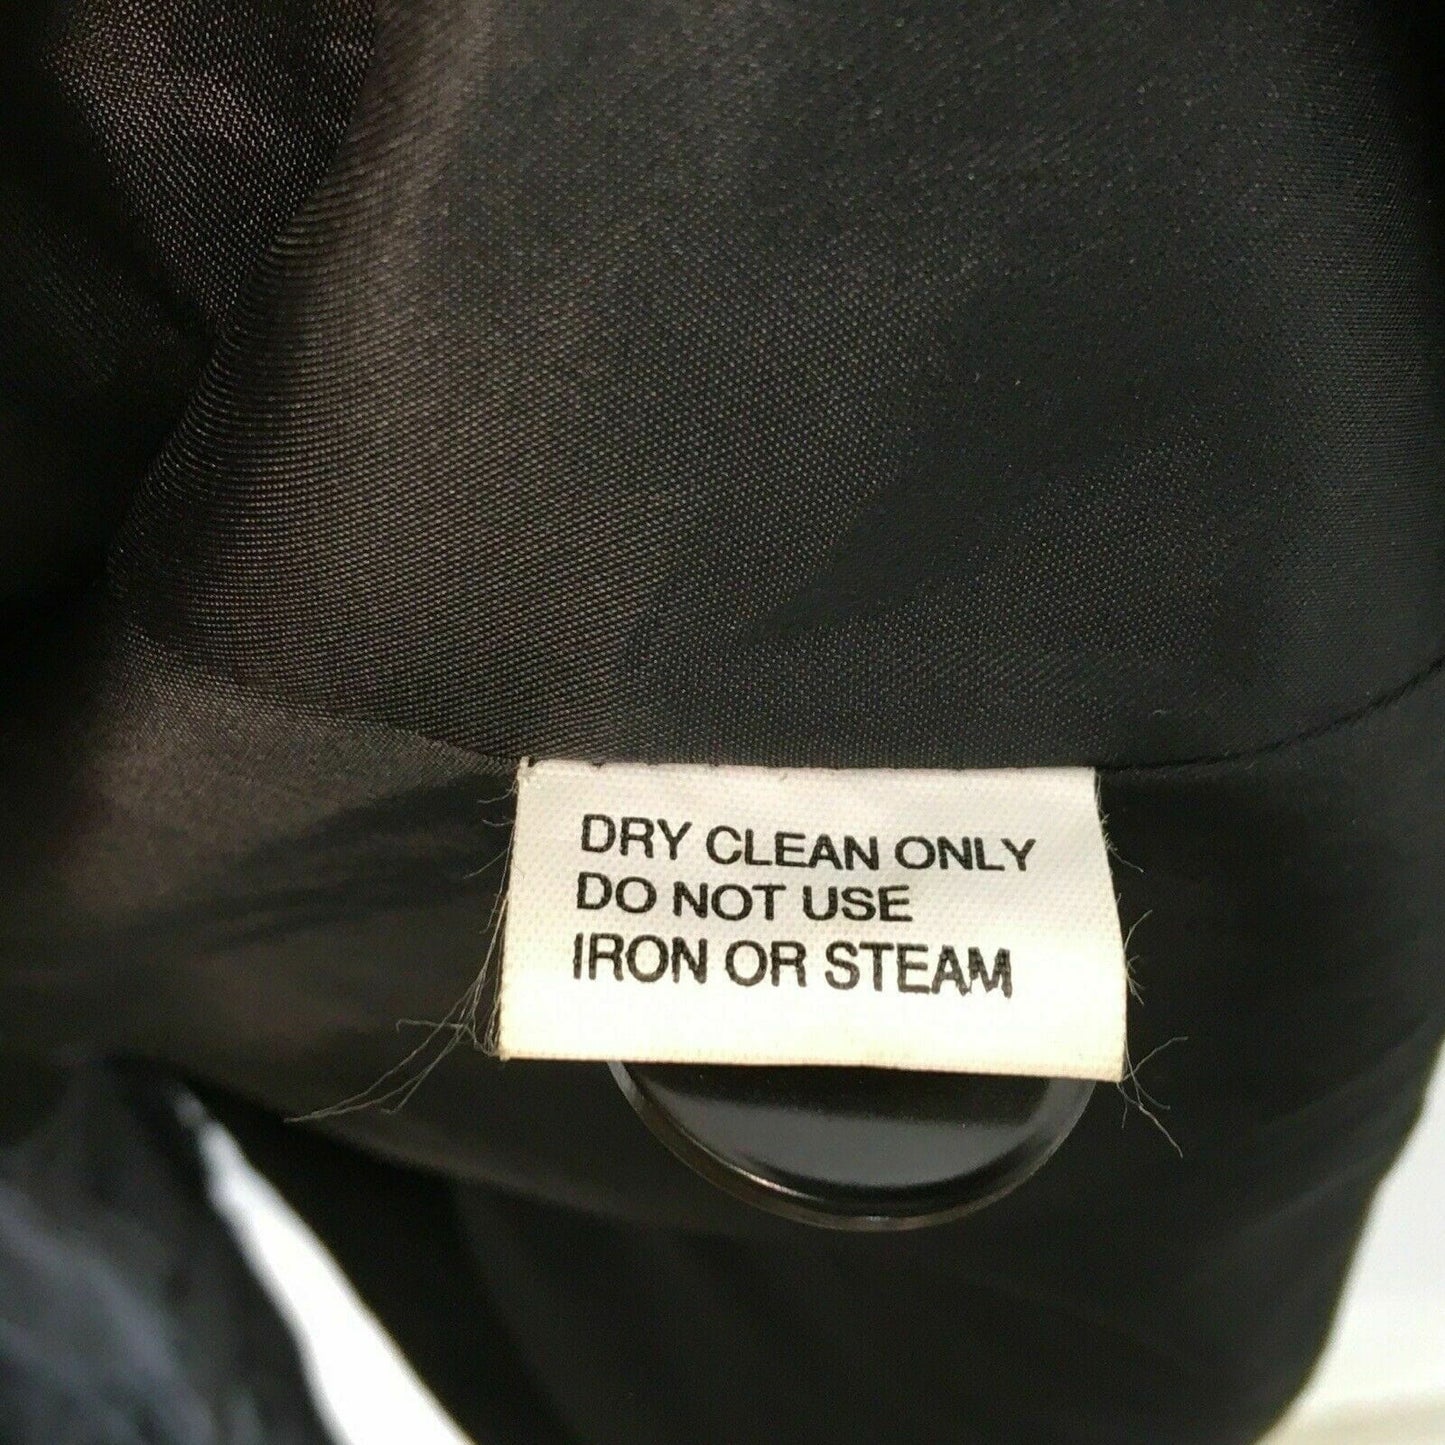 DRY CLEAN ONLY
DO NOT USE
IRON OR STEAM